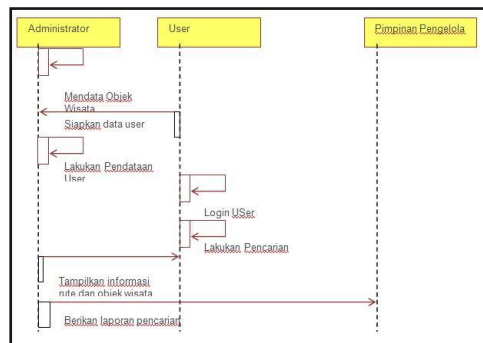 Administrator
User
Pimpinan Pengelola
Mendata Objek
Wisata
Siapkan data user
Lakukan Pendataan
User
Login USer
Lakukan Pencarian
Tampilkan informasi
rute dan objek wisata
Berikan laporan pencarian